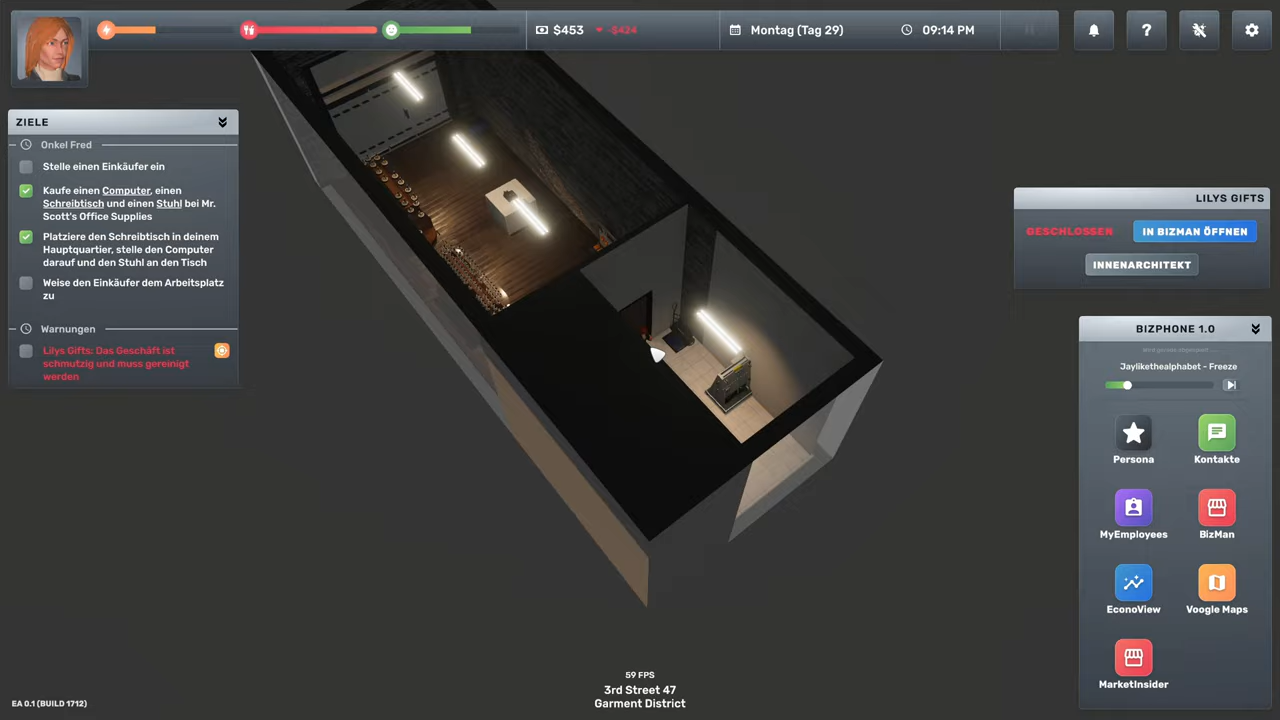 $453
-$424
Montag (Tag 29)
09:14 PM
?
ZIELE
Onkel Fred
Stelle einen Einkäufer ein
Kaufe einen Computer, einen
Schreibtisch und einen Stuhl bei Mr.
Scott's Office Supplies
Platziere den Schreibtisch in deinem
Hauptquartier, stelle den Computer
darauf und den Stuhl an den Tisch
Weise den Einkäufer dem Arbeitsplatz
zu
Warnungen
Lilys Gifts: Das Geschäft ist
schmutzig und muss gereinigt
werden
LILYS GIFTS
GESCHLOSSEN
IN BIZMAN ÖFFNEN
INNENARCHITEKT
BIZPHONE 1.0
Jaylikethealphabet - Freeze
Persona
Kontakte
MyEmployees
BizMan
EconoView
Voogle Maps
MarketInsider
59 FPS
3rd Street 47
Garment District
EA 0.1 (BUILD 1712)